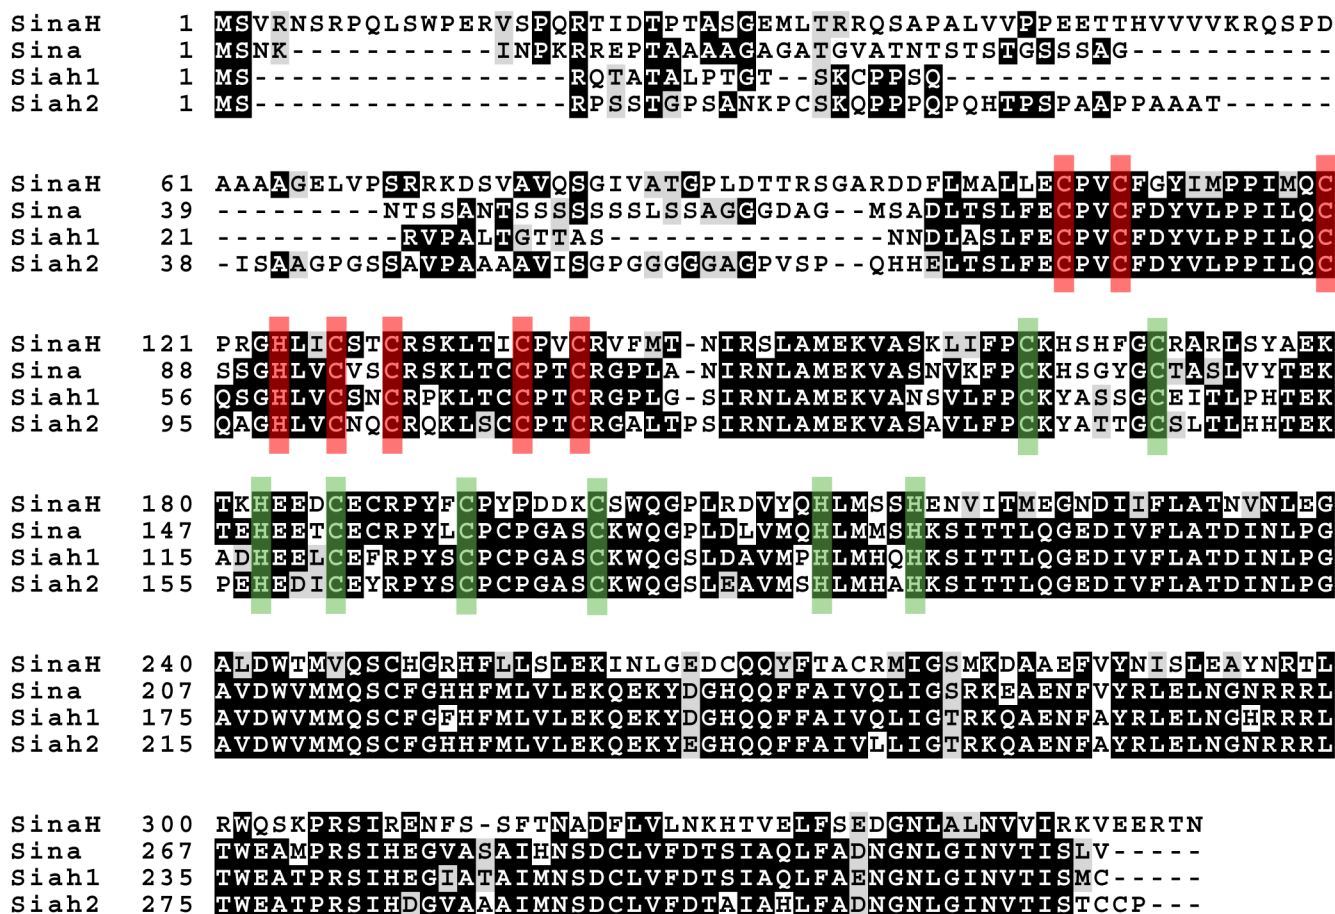 SinaH 1 MSVRNSRPQLSWPERVSPQRTIDTPTASGEMLTRRQSAPALVVPPEETTHVVVVKRQSPD
Sina 1 MSNK-----------INPKRREPTAAAAGAGATGVATNTSTSTGSSSAG-----------
Siah1 1 MS-----------------RQTATALPTGT--SKCPPSQ---------------------
Siah2 1 MS-----------------RPSSTGPSANKPCSKQPPPQPQHTPSPAAPPAAAT------
SinaH 61 AAAAGELVPSRRKDSVAVQSGIVATGPLDTTRSGARDDFLMALLECPVCFGYIMPPIMQC
Sina 39 ---------NTSSANTSSSSSSSLSSAGGGDAG--MSADLTSLFECPVCFDYVLPPILQC
Siah1 21 ----------RVPALTGTTAS---------------NNDLASLFECPVCFDYVLPPILQC
Siah2 38 -ISAAGPGSSAVPAAAAVISGPGGGGGAGPVSP--QHHELTSLFECPVCFDYVLPPILQC
SinaH 121 PRGHLICSTCRSKLTICPVCRVFMT-NIRSLAMEKVASKLIFPCKHSHFGCRARLSYAEK
Sina 88 SSGHLVCVSCRSKLTCCPTCRGPLA-NIRNLAMEKVASNVKFPCKHSGYGCTASLVYTEK
Siah1 56 QSGHLVCSNCRPKLTCCPTCRGPLG-SIRNLAMEKVANSVLFPCKYASSGCEITLPHTEK
Siah2 95 QAGHLVCNQCRQKLSCCPTCRGALTPSIRNLAMEKVASAVLFPCKYATTGCSLTLHHTEK
SinaH 180 TKHEEDCECRPYFCPYPDDKCSWQGPLRDVYQHLMSSHENVITMEGNDIIFLATNVNLEG
Sina 147 TEHEETCECRPYLCPCPGASCKWQGPLDLVMQHLMMSHKSITTLQGEDIVFLATDINLPG
Siah1 115 ADHEELCEFRPYSCPCPGASCKWQGSLDAVMPHLMHQHKSITTLQGEDIVFLATDINLPG
Siah2 155 PEHEDICEYRPYSCPCPGASCKWQGSLEAVMSHLMHAHKSITTLQGEDIVFLATDINLPG
SinaH 240 ALDWTMVQSCHGRHFLLSLEKINLGEDCQQYFTACRMIGSMKDAAEFVYNISLEAYNRTL
Sina 207 AVDWVMMQSCFGHHFMLVLEKQEKYDGHQQFFAIVQLIGSRKEAENFVYRLELNGNRRRL
Siah1 175 AVDWVMMQSCFGFHFMLVLEKQEKYDGHQQFFAIVQLIGTRKQAENFAYRLELNGHRRRL
Siah2 215 AVDWVMMQSCFGHHFMLVLEKQEKYEGHQQFFAIVLLIGTRKQAENFAYRLELNGNRRRL
SinaH 300 RWQSKPRSIRENFS-SFTNADFLVLNKHTVELFSEDGNLALNVVIRKVEERTN
Sina 267 TWEAMPRSIHEGVASAIHNSDCLVFDTSIAQLFADNGNLGINVTISLV-----
Siah1 235 TWEATPRSIHEGIATAIMNSDCLVFDTSIAQLFAENGNLGINVTISMC-----
Siah2 275 TWEATPRSIHDGVAAAIMNSDCLVFDTAIAHLFADNGNLGINVTISTCCP---